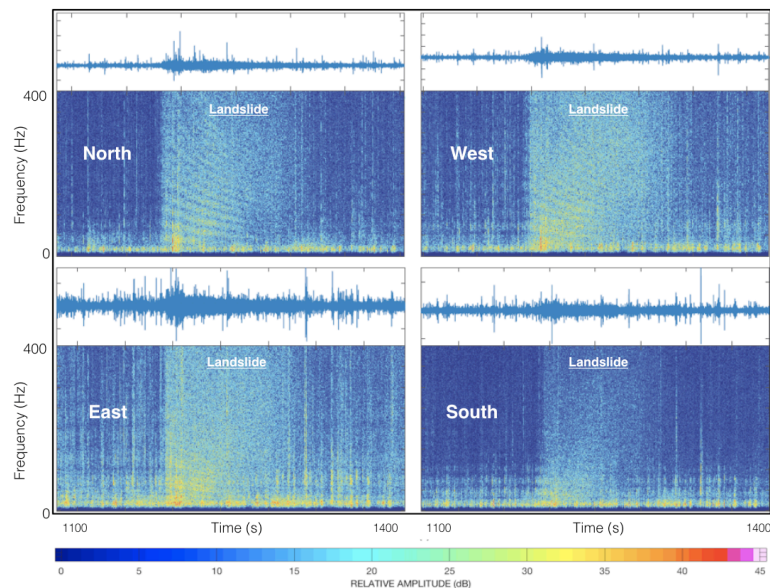 Landslide
Landslide
400
North
West
Frequency (Hz)
0
Landslide
Landslide
400
East
South
Frequency (Hz)
0
1100 Time (s) 1400 1100 Time (s) 1400
0 5 10 15 20 25 30 35 40 45
RELATIVE AMPLITUDE (dB)